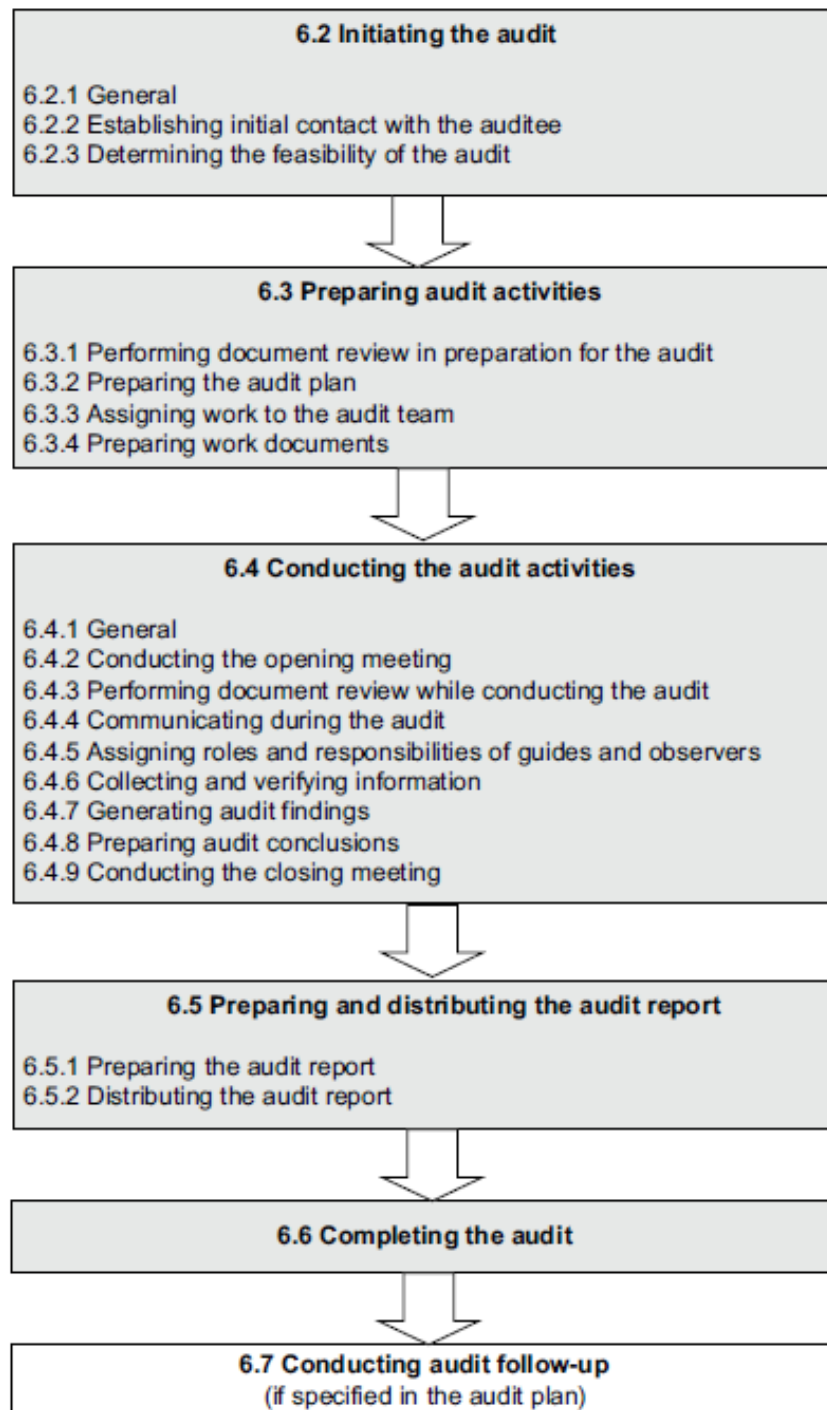 6.2 Initiating the audit
6.2.1 General
6.2.2 Establishing initial contact with the auditee
6.2.3 Determining the feasibility of the audit
6.3 Preparing audit activities
6.3.1 Performing document review in preparation for the audit
6.3.2 Preparing the audit plan
6.3.3 Assigning work to the audit team
6.3.4 Preparing work documents
6.4 Conducting the audit activities
6.4.1 General
6.4.2 Conducting the opening meeting
6.4.3 Performing document review while conducting the audit
6.4.4 Communicating during the audit
6.4.5 Assigning roles and responsibilities of guides and observers
6.4.6 Collecting and verifying information
6.4.7 Generating audit findings
6.4.8 Preparing audit conclusions
6.4.9 Conducting the closing meeting
6.5 Preparing and distributing the audit report
6.5.1 Preparing the audit report
6.5.2 Distributing the audit report
6.6 Completing the audit
6.7 Conducting audit follow-up
(if specified in the audit plan)